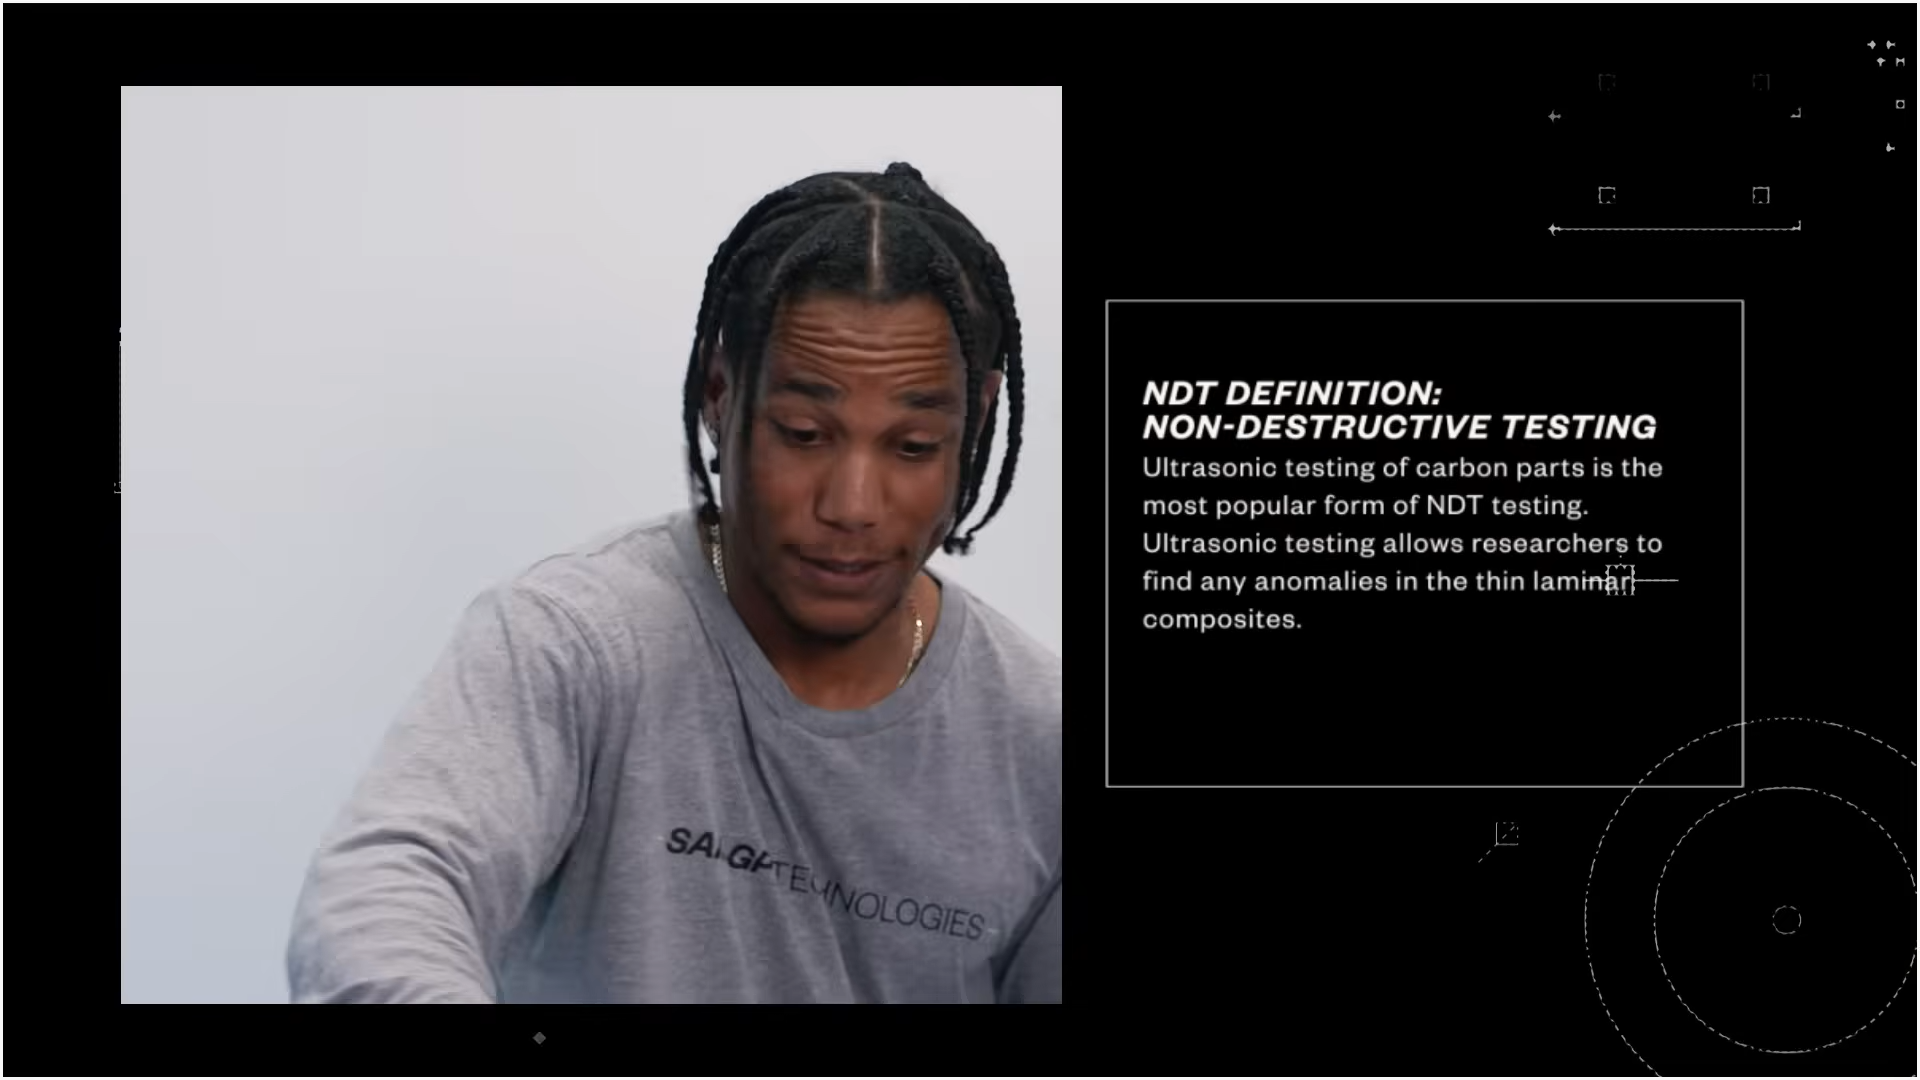 NDT DEFINITION:
NON-DESTRUCTIVE TESTING
Ultrasonic testing of carbon parts is the
most popular form of NDT testing.
Ultrasonic testing allows researchers to
find any anomalies in the thin laminar
composites.
TECHNOLOGIES